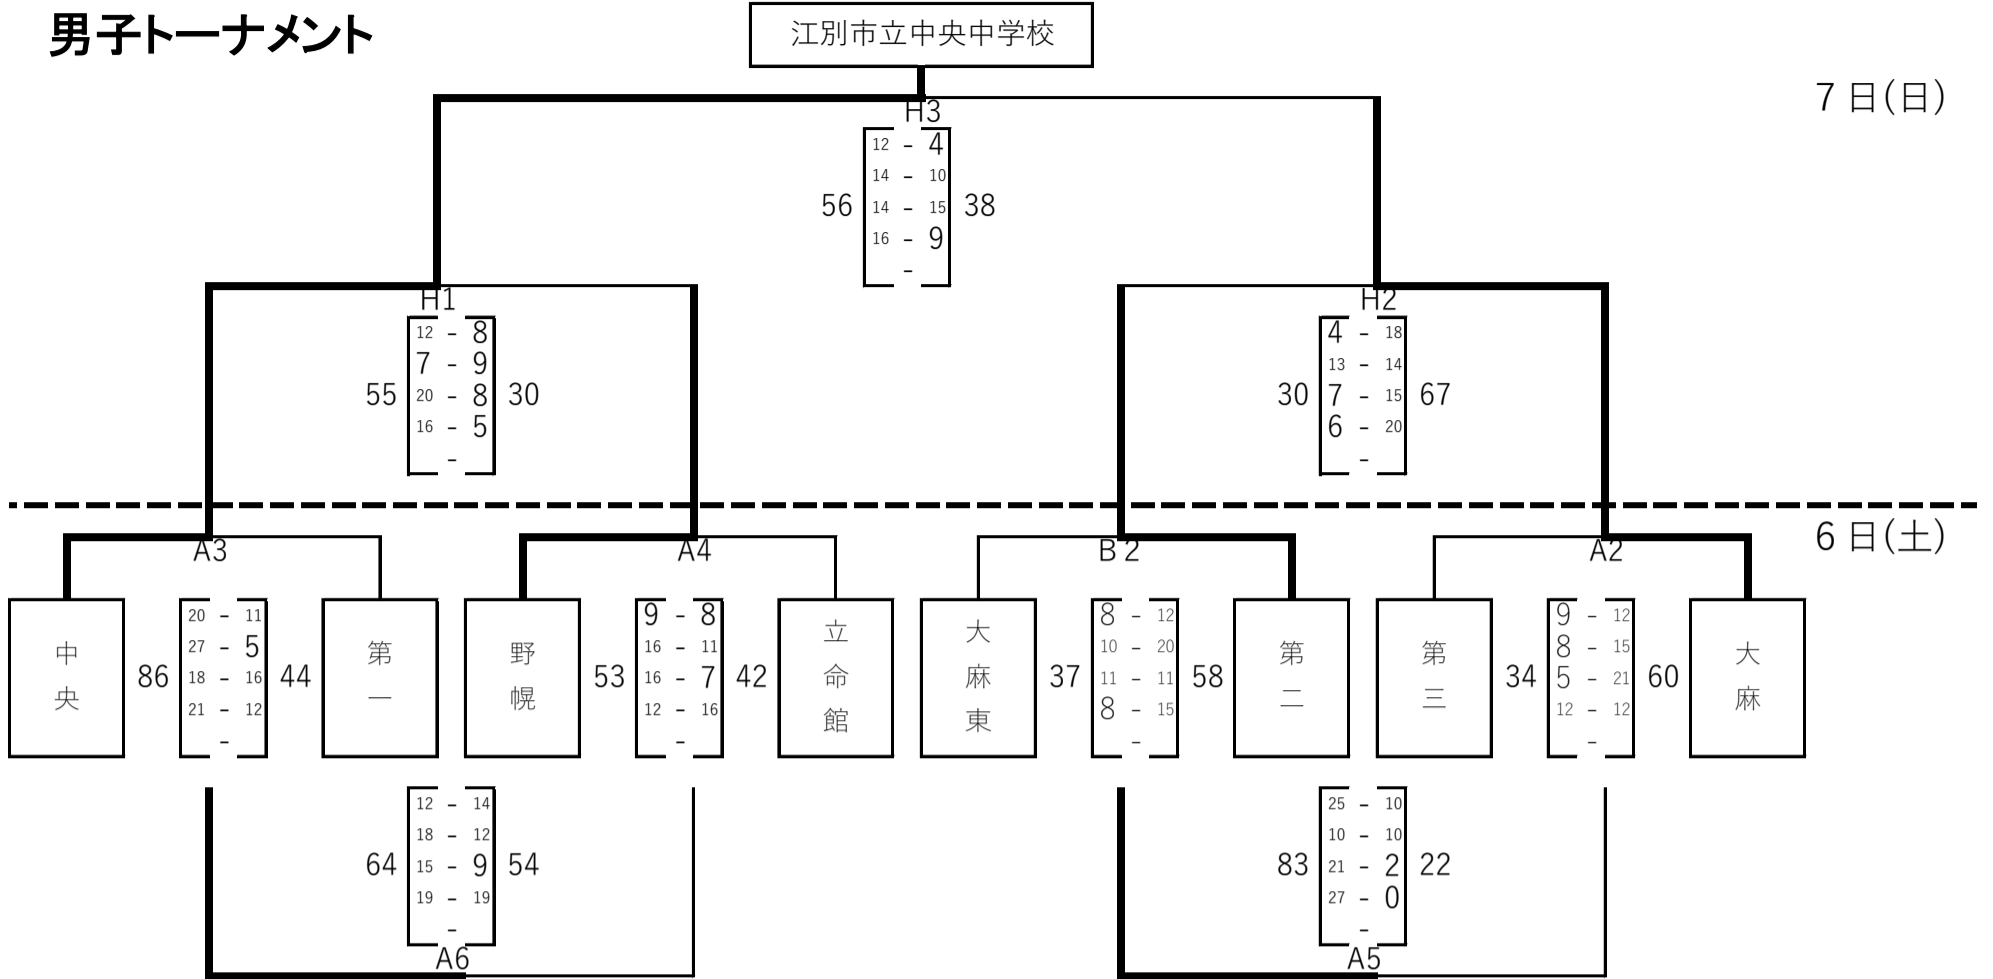 男子トーナメント
江別市立中央中学校
7 日(日)
H3
12 - 4
14 - 10
56 14 - 15 38
16 - 9
-
H1
12 - 8
7 - 9
55 20 - 8 30
16 - 5
-
H2
4 - 18
13 - 14
30 7 - 15 67
6 - 20
-
6 日(土)
A3
A4
B 2
A2
中央
20 - 11
27 - 5
86 18 - 16 44
21 - 12
-
第一
野幌
9 - 8
16 - 11
53 16 - 7 42
12 - 16
-
立命館
大麻東
8 - 12
10 - 20
37 11 - 11 58
8 - 15
-
第二
第三
9 - 12
8 - 15
34 5 - 21 60
12 - 12
-
大麻
12 - 14
18 - 12
64 15 - 9 54
19 - 19
-
A6
25 - 10
10 - 10
83 21 - 2 22
27 - 0
-
A5